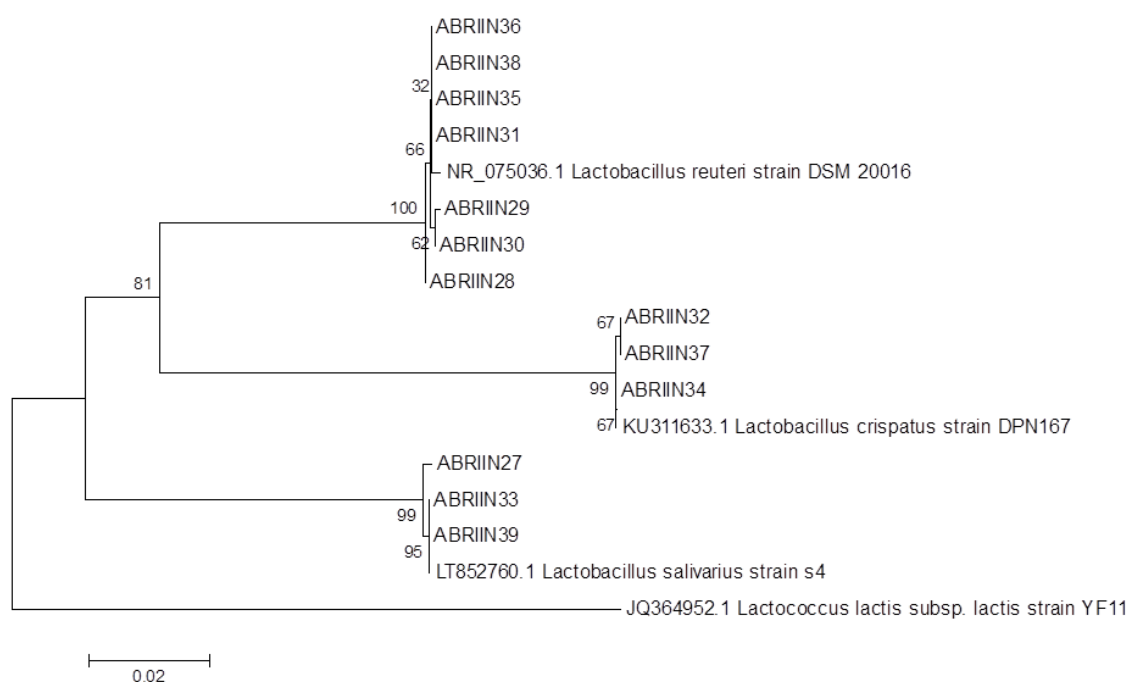 ABRIIN36
ABRIIN38
32
ABRIIN35
ABRIIN31
66
NR_075036.1 Lactobacillus reuteri strain DSM 20016
100
ABRIIN29
62
ABRIIN30
81
ABRIIN28
ABRIIN32
67
ABRIIN37
99
ABRIIN34
67
KU311633.1 Lactobacillus crispatus strain DPN167
ABRIIN27
ABRIIN33
99
ABRIIN39
95
LT852760.1 Lactobacillus salivarius strain s4
JQ364952.1 Lactococcus lactis subsp. lactis strain YF11
0.02